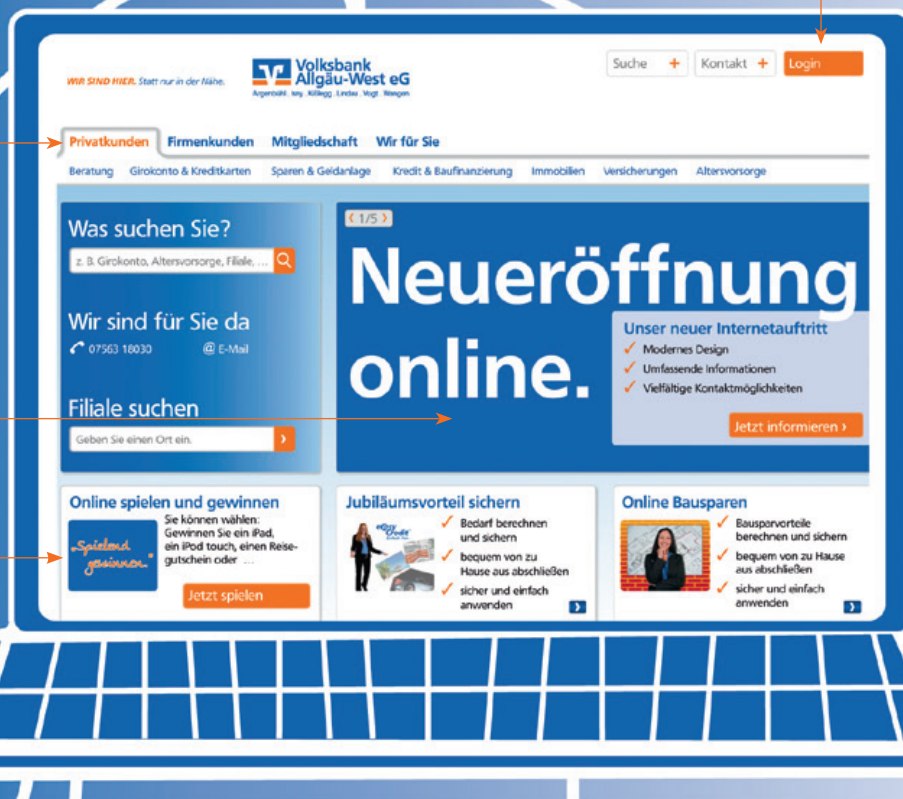 WIR SIND HIER. Statt nur in der Nähe.
Volksbank
Allgäu-West eG
Argenbühl . Isny . Kißlegg . Lindau . Vogt . Wangen
Suche +
Kontakt +
Login
Privatkunden Firmenkunden Mitgliedschaft Wir für Sie
Beratung Girokonto & Kreditkarten Sparen & Geldanlage Kredit & Baufinanzierung Immobilien Versicherungen Altersvorsorge
Was suchen Sie?
z. B. Girokonto, Altersvorsorge, Filiale, ...
Wir sind für Sie da
07563 18030 @ E-Mail
Filiale suchen
Geben Sie einen Ort ein.
1/5
Neueröffnung
online.
Unser neuer Internetauftritt
✓ Modernes Design
✓ Umfassende Informationen
✓ Vielfältige Kontaktmöglichkeiten
Jetzt informieren ›
Online spielen und gewinnen
„Spielend
gewinnen“
Sie können wählen:
Gewinnen Sie ein iPad,
ein iPod touch, einen Reise-
gutschein oder ...
Jetzt spielen
Jubiläumsvorteil sichern
easy
Credit
✓ Bedarf berechnen
und sichern
✓ bequem von zu
Hause aus abschließen
✓ sicher und einfach
anwenden
Online Bausparen
✓ Bausparvorteile
berechnen und sichern
✓ bequem von zu Hause
aus abschließen
✓ sicher und einfach
anwenden